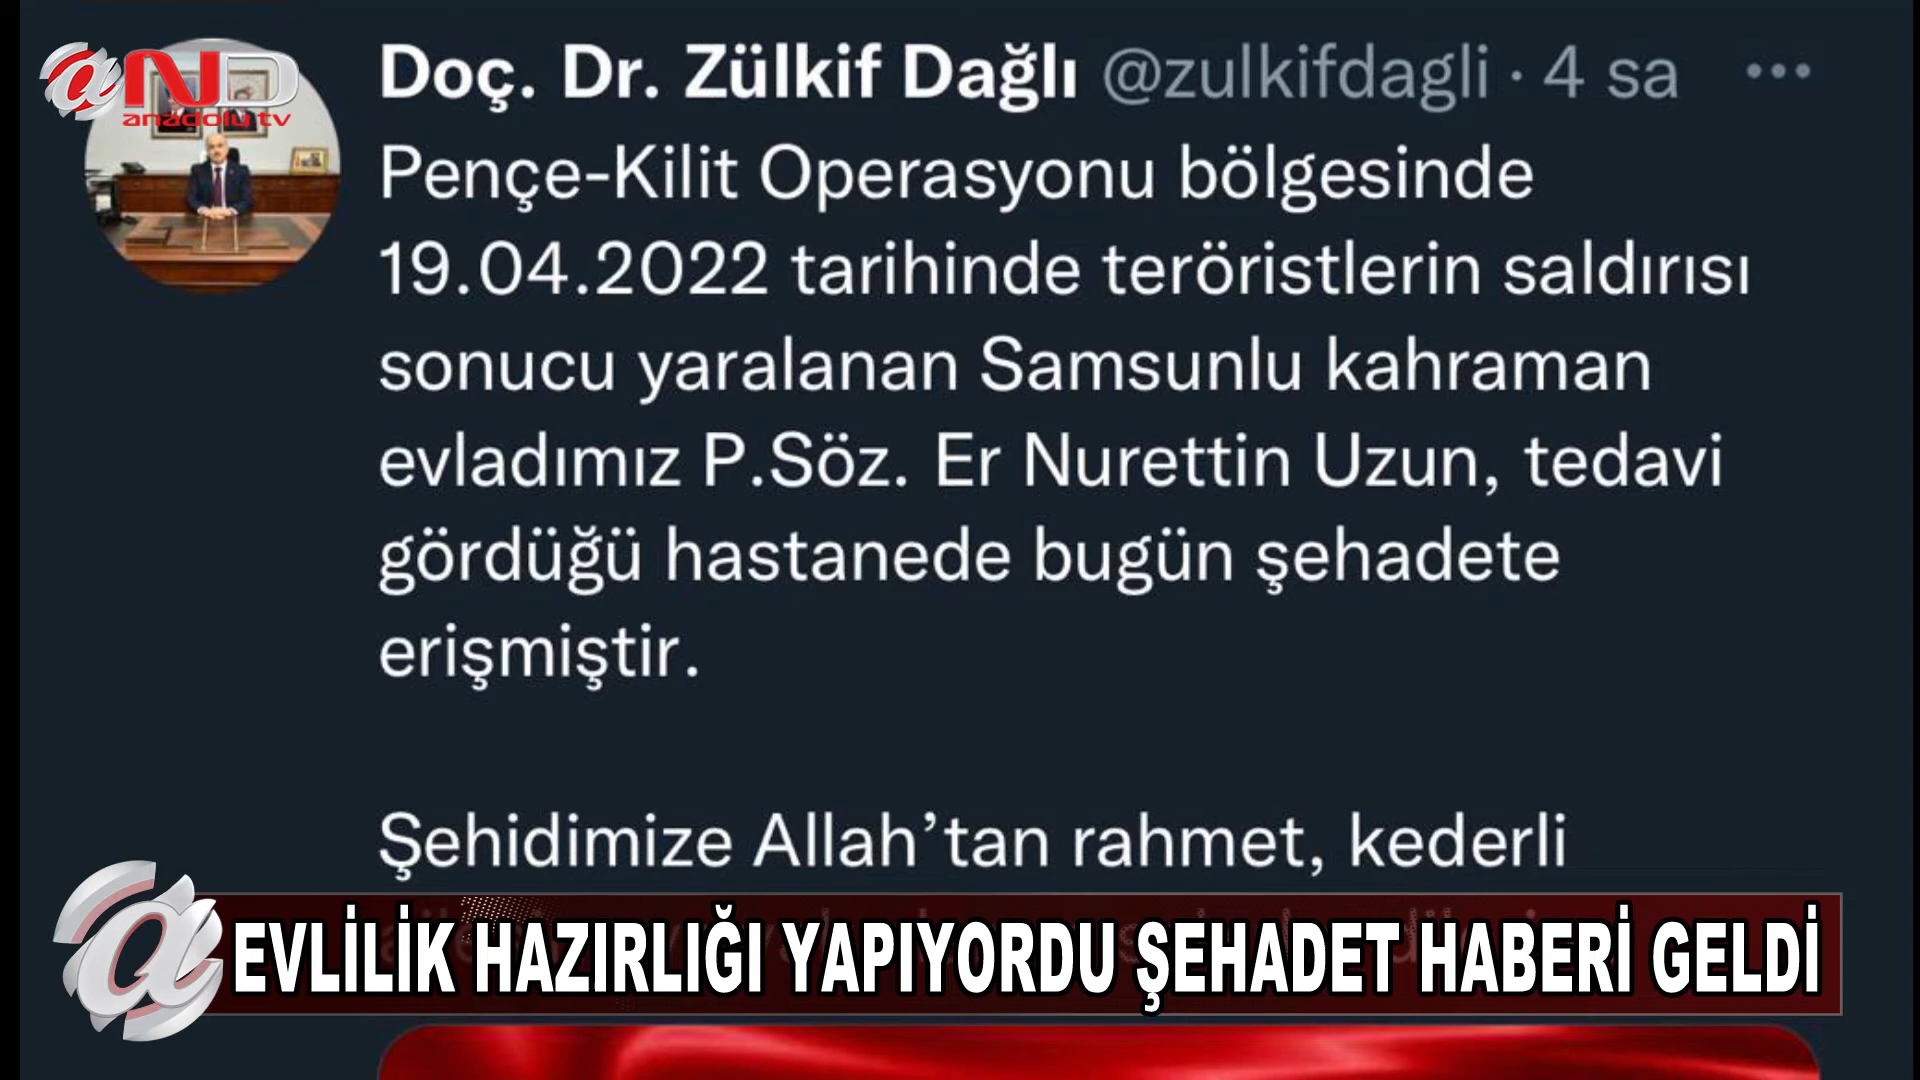 @ND
anadolu tv
Doç. Dr. Zülkif Dağlı @zulkifdagli · 4 sa ...
Pençe-Kilit Operasyonu bölgesinde
19.04.2022 tarihinde teröristlerin saldırısı
sonucu yaralanan Samsunlu kahraman
evladımız P.Söz. Er Nurettin Uzun, tedavi
gördüğü hastanede bugün şehadete
erişmiştir.
Şehidimize Allah’tan rahmet, kederli
@ EVLİLİK HAZIRLIĞI YAPIYORDU ŞEHADET HABERİ GELDİ